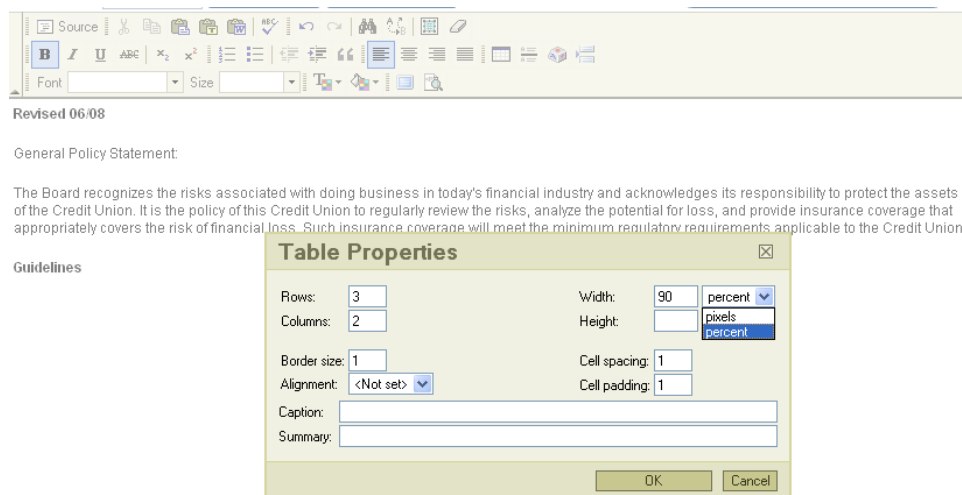 Source
B I U ABC x₂ x²
Font Size
Revised 06/08
General Policy Statement:
The Board recognizes the risks associated with doing business in today's financial industry and acknowledges its responsibility to protect the assets
of the Credit Union. It is the policy of this Credit Union to regularly review the risks, analyze the potential for loss, and provide insurance coverage that
appropriately covers the risk of financial loss. Such insurance coverage will meet the minimum regulatory requirements applicable to the Credit Union
Guidelines
Table Properties
Rows: 3 Width: 90 percent
pixels
Columns: 2 Height:
percent
Border size: 1 Cell spacing: 1
Alignment: <Not set> Cell padding: 1
Caption:
Summary:
OK Cancel